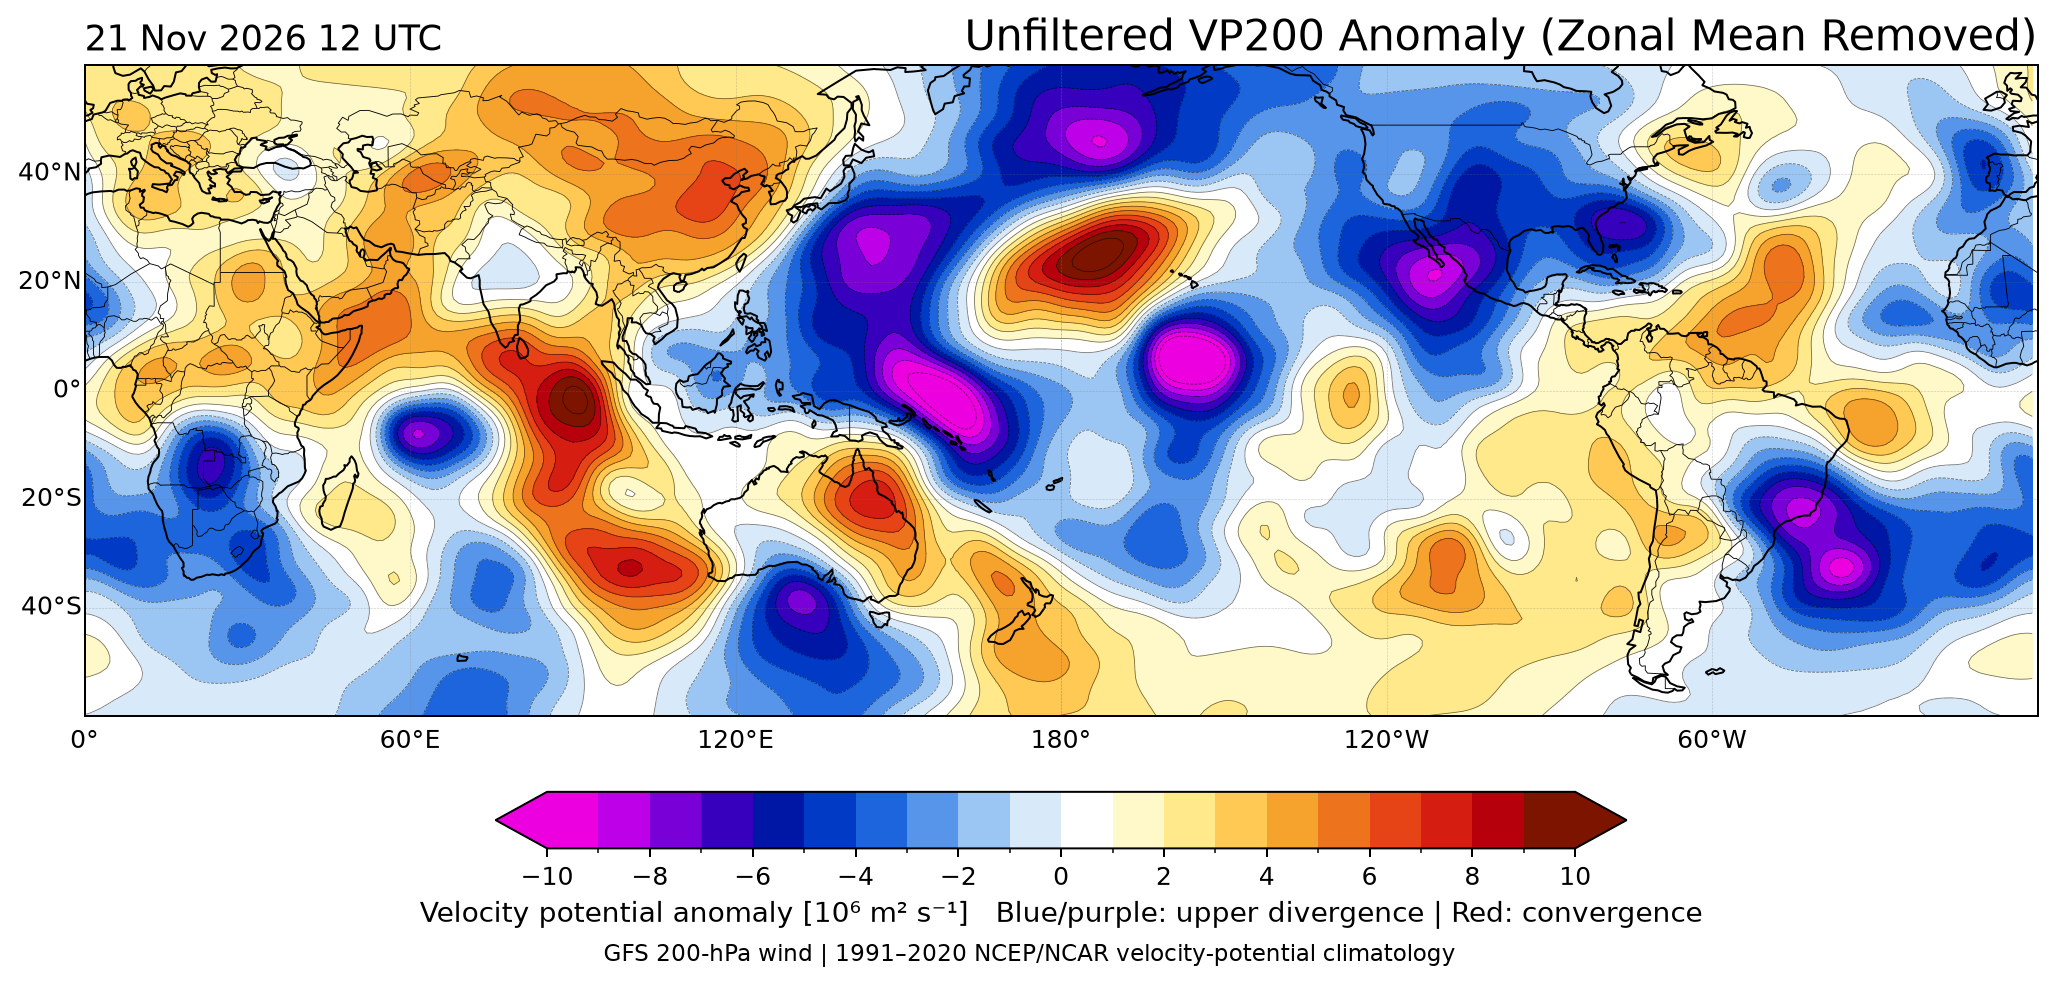 21 Nov 2026 12 UTC
Unfiltered VP200 Anomaly (Zonal Mean Removed)
40°N
20°N
0°
20°S
40°S
0° 60°E 120°E 180° 120°W 60°W
−10 −8 −6 −4 −2 0 2 4 6 8 10
Velocity potential anomaly [10⁶ m² s⁻¹] Blue/purple: upper divergence | Red: convergence
GFS 200-hPa wind | 1991–2020 NCEP/NCAR velocity-potential climatology